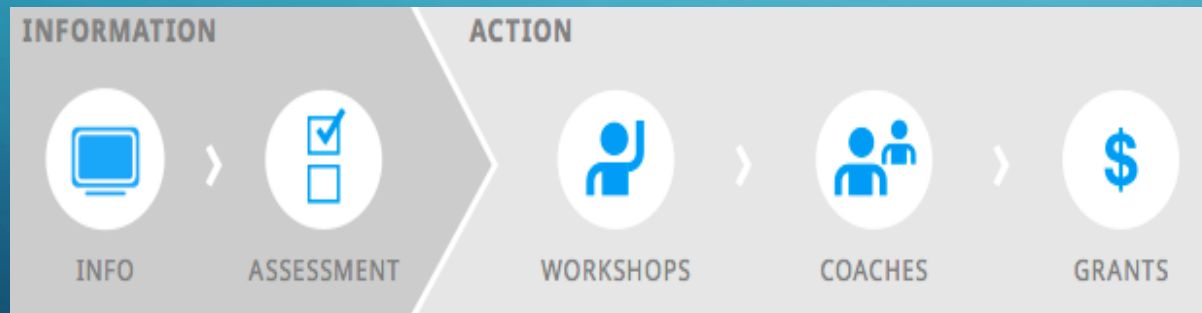 INFORMATION
ACTION
INFO
ASSESSMENT
WORKSHOPS
COACHES
$
GRANTS